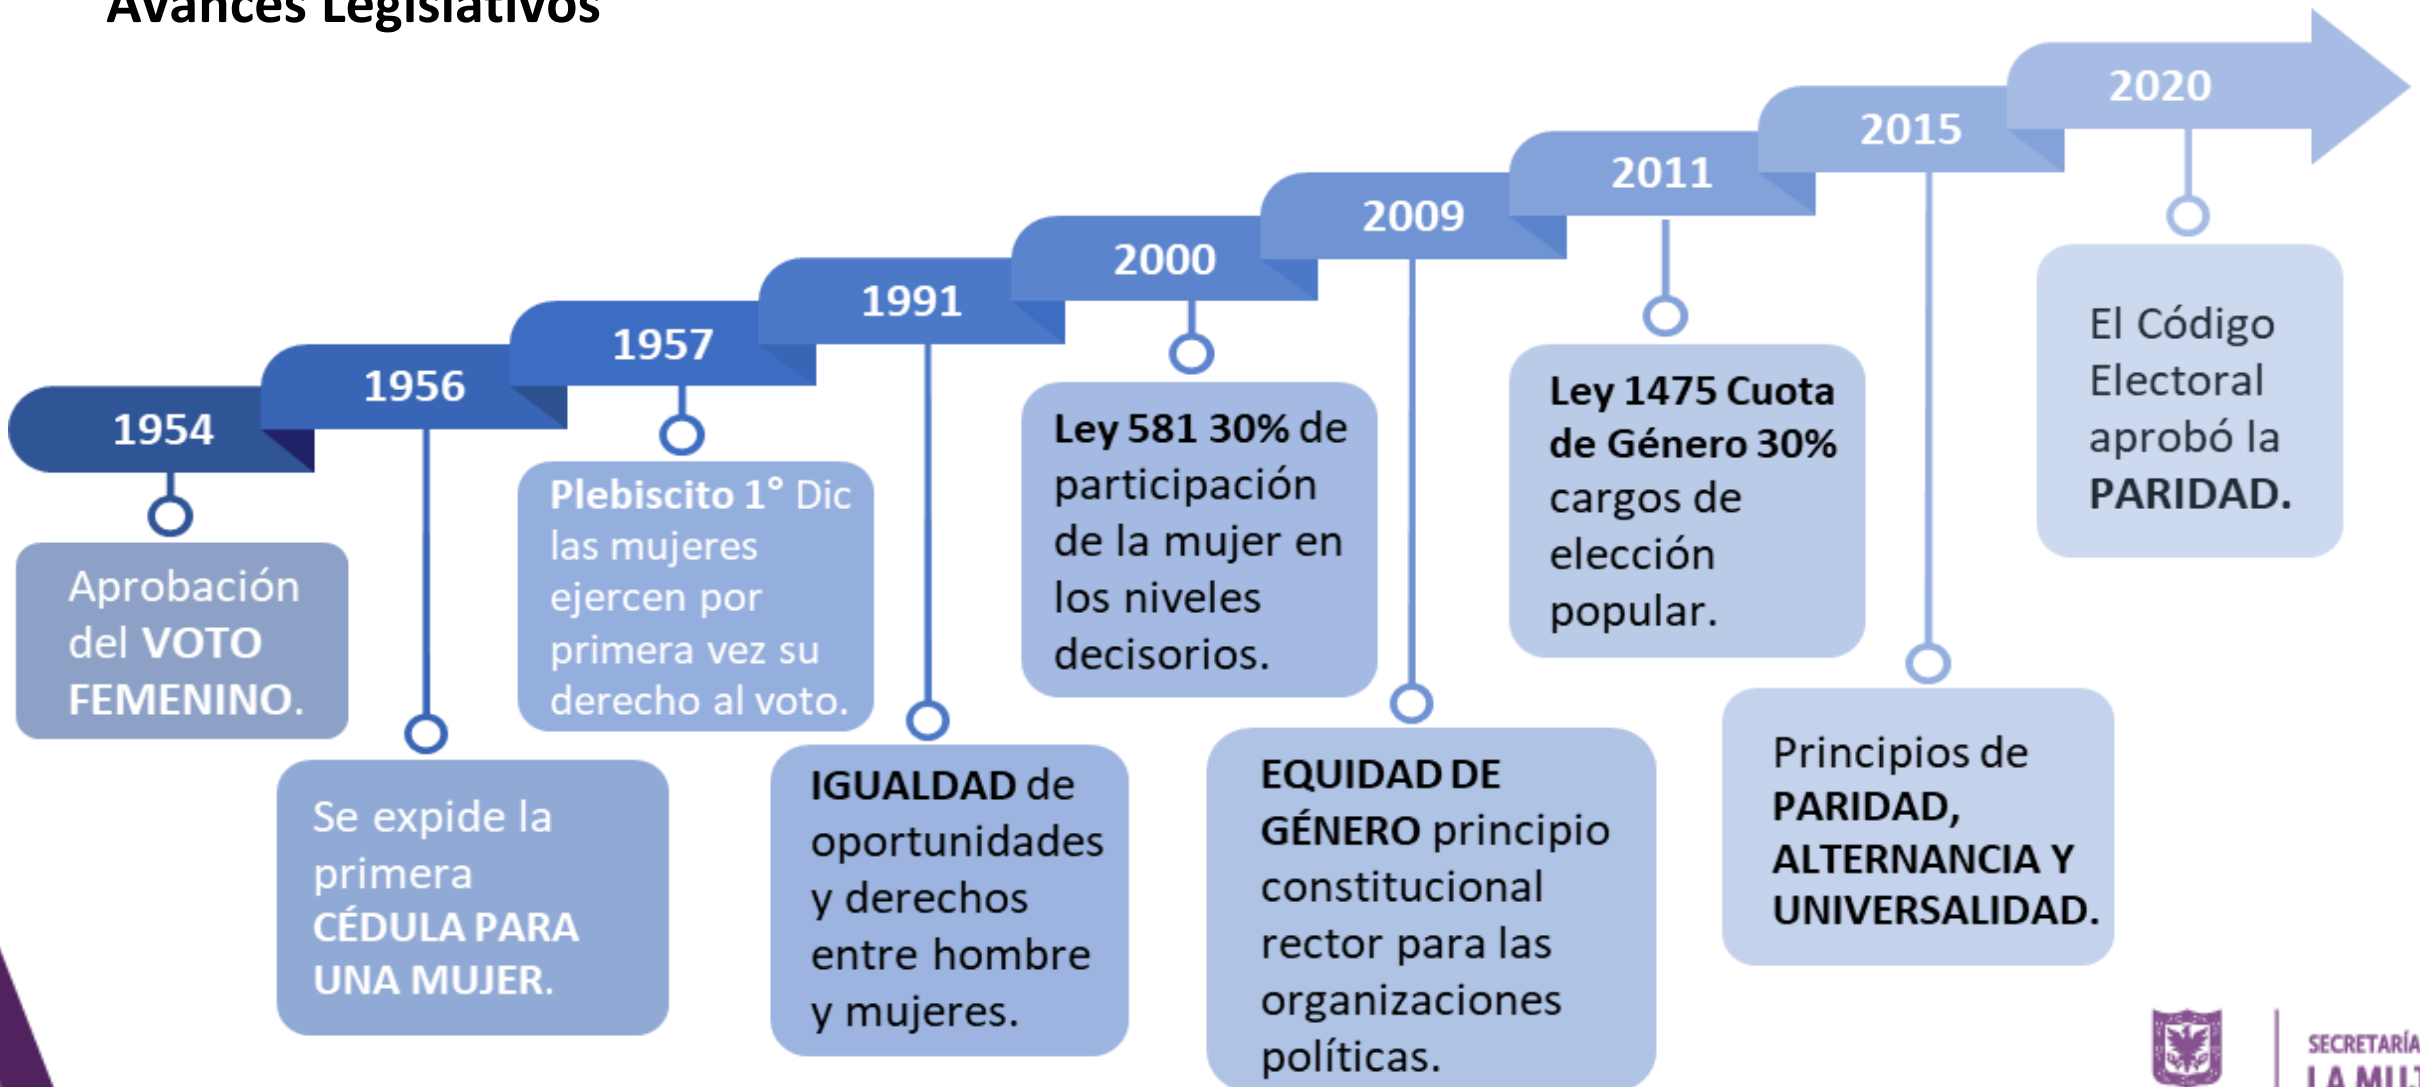 Avances Legislativos
1954
Aprobación
del VOTO
FEMENINO.
1956
Se expide la
primera
CÉDULA PARA
UNA MUJER.
1957
Plebiscito 1° Dic
las mujeres
ejercen por
primera vez su
derecho al voto.
1991
IGUALDAD de
oportunidades
y derechos
entre hombre
y mujeres.
2000
Ley 581 30% de
participación
de la mujer en
los niveles
decisorios.
2009
EQUIDAD DE
GÉNERO principio
constitucional
rector para las
organizaciones
políticas.
2011
Ley 1475 Cuota
de Género 30%
cargos de
elección
popular.
2015
Principios de
PARIDAD,
ALTERNANCIA Y
UNIVERSALIDAD.
2020
El Código
Electoral
aprobó la
PARIDAD.
SECRETARÍA
LA